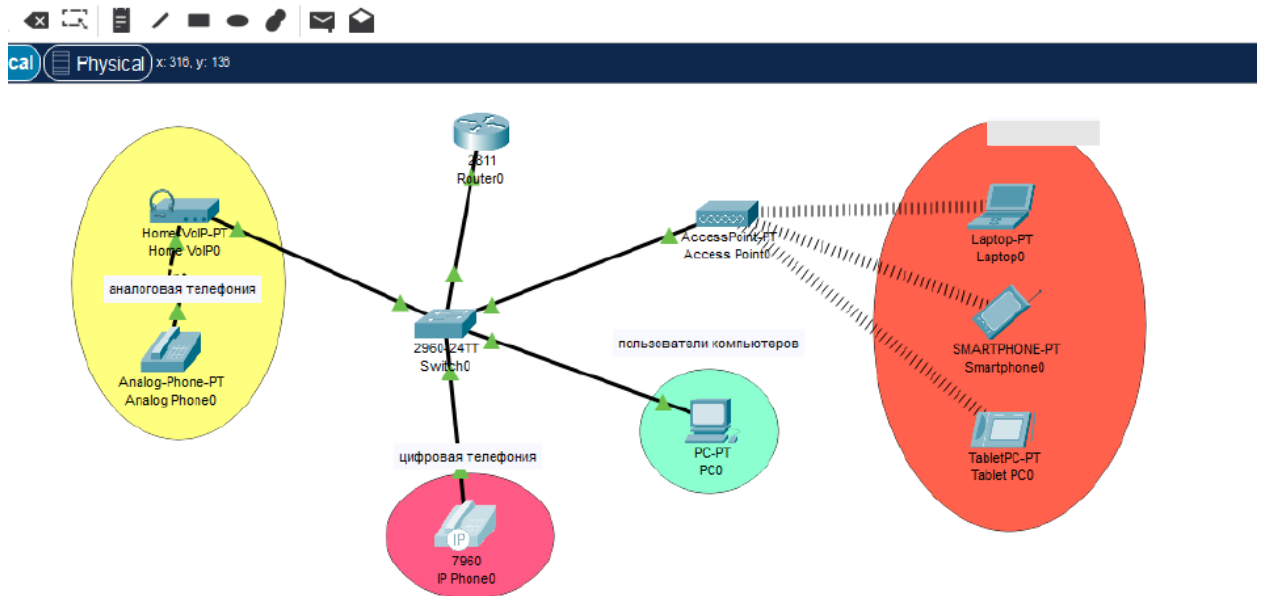 cal
Physical
x: 316, y: 136
2811
Router0
Home-VoIP-PT
Home VoIP0
аналоговая телефония
Analog-Phone-PT
Analog Phone0
2960-24TT
Switch0
цифровая телефония
IP
7960
IP Phone0
AccessPoint-PT
Access Point0
пользователи компьютеров
PC-PT
PC0
Laptop-PT
Laptop0
SMARTPHONE-PT
Smartphone0
TabletPC-PT
Tablet PC0